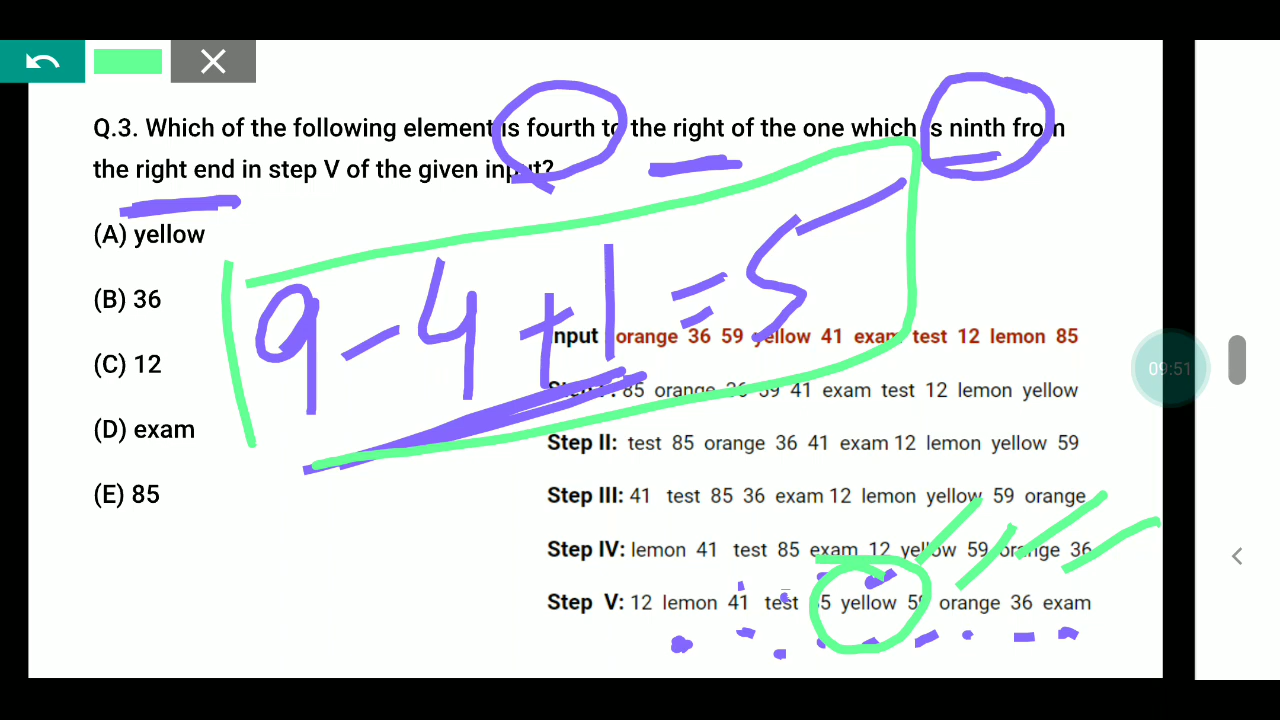 Q.3. Which of the following element is fourth to the right of the one which is ninth from
the right end in step V of the given input?
(A) yellow
(B) 36
(C) 12
(D) exam
(E) 85
9-4+1=5
Input : orange 36 59 yellow 41 exam test 12 lemon 85
Step I: 85 orange 36 59 41 exam test 12 lemon yellow
Step II: test 85 orange 36 41 exam 12 lemon yellow 59
Step III: 41 test 85 36 exam 12 lemon yellow 59 orange
Step IV: lemon 41 test 85 exam 12 yellow 59 orange 36
Step V: 12 lemon 41 test 85 yellow 59 orange 36 exam
09:51